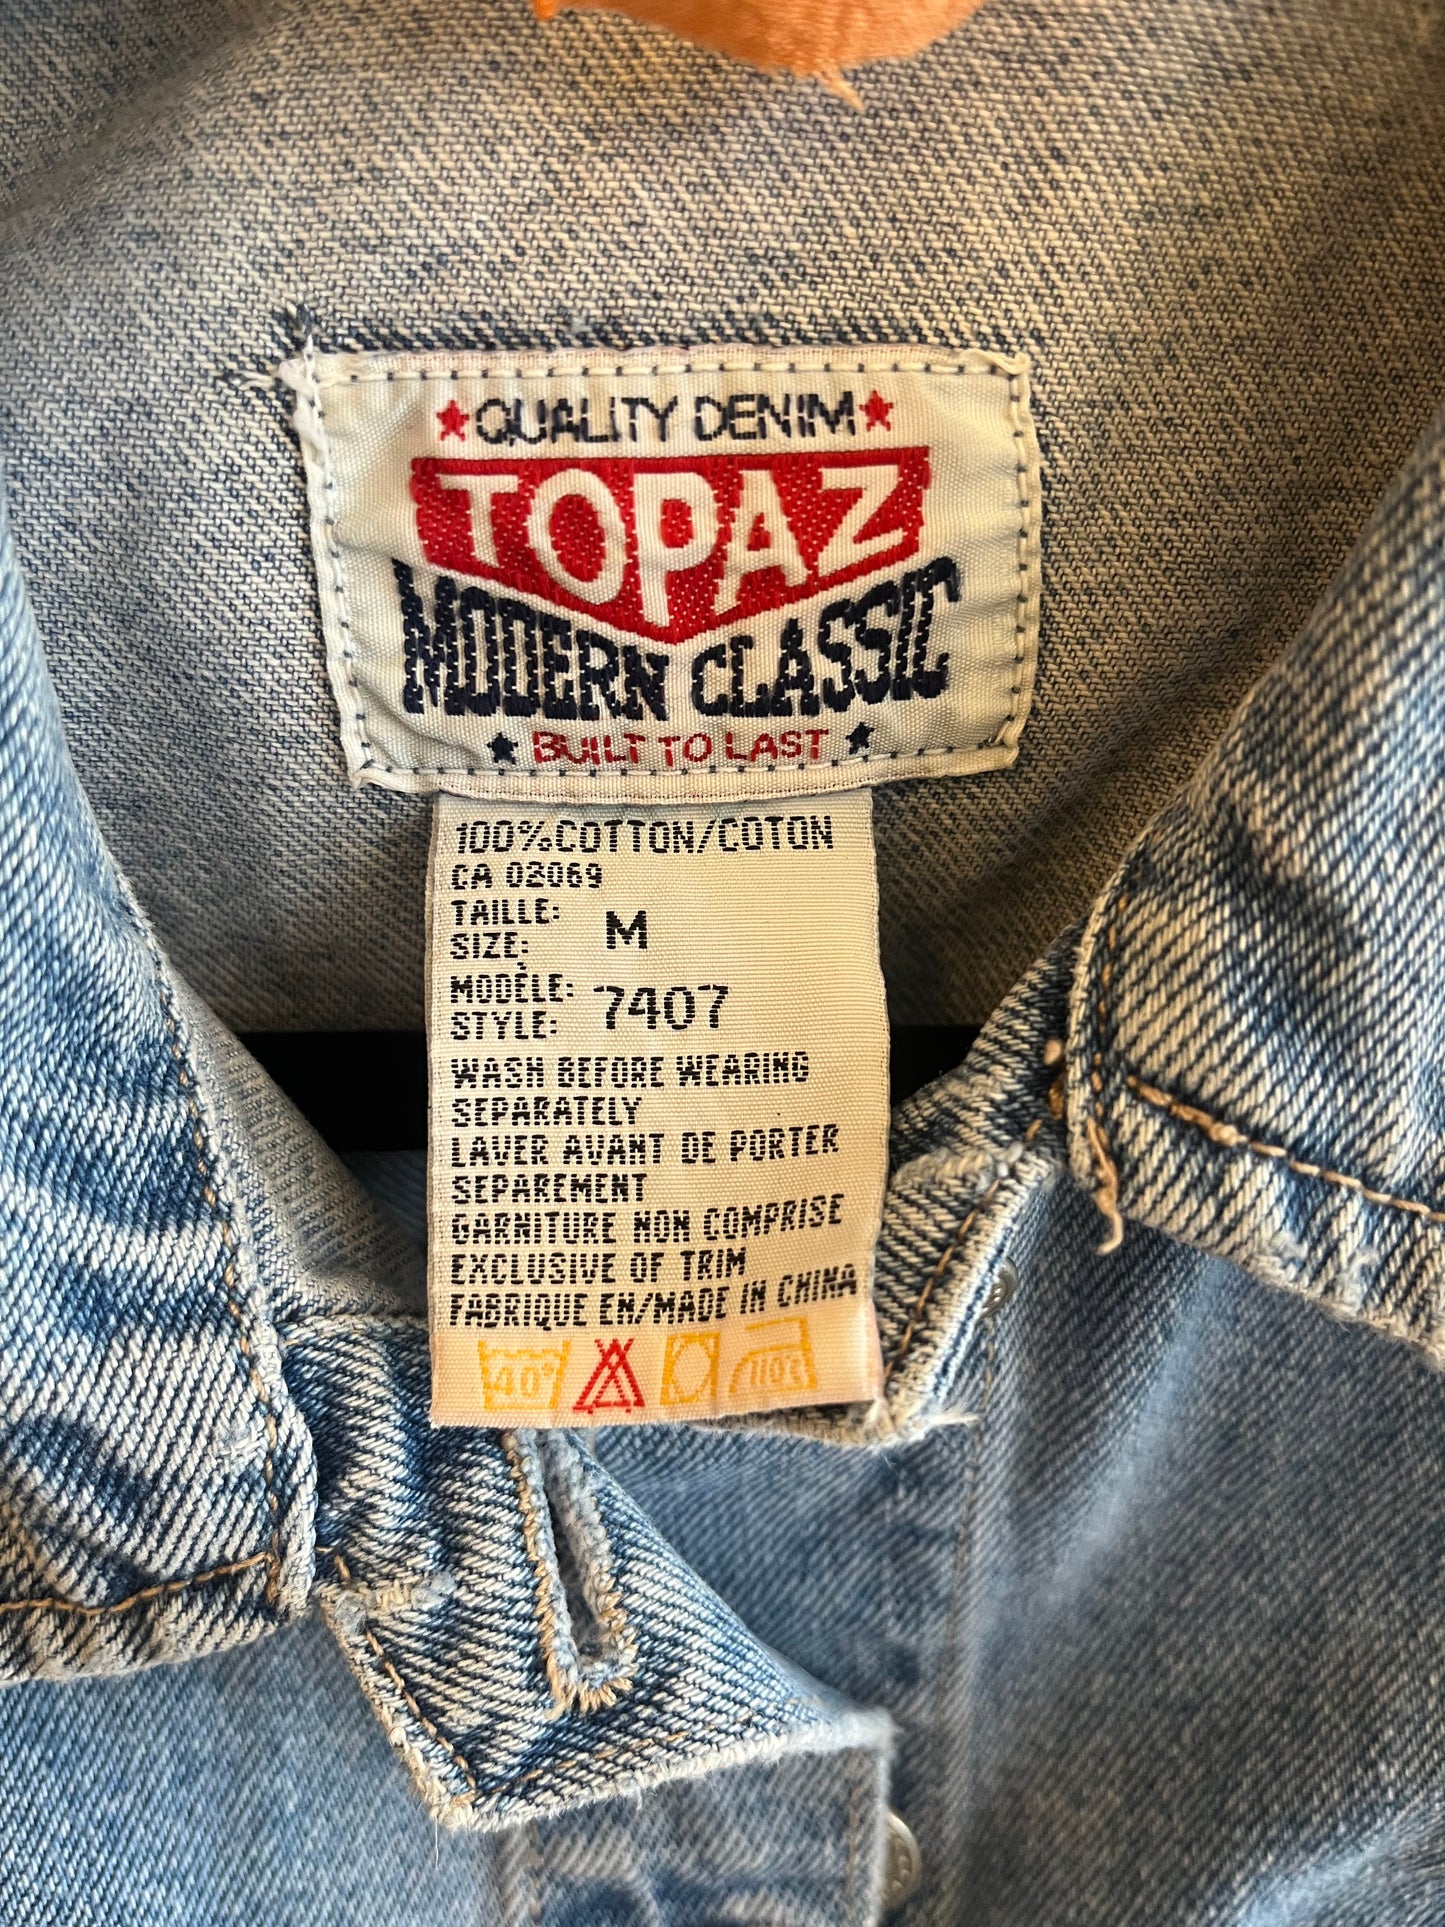 ★QUALITY DENIM★
TOPAZ
MODERN CLASSIC
★ BUILT TO LAST ★
100%COTTON/COTON
CA 02069
TAILLE:
SIZE: M
MODÈLE:
STYLE: 7407
WASH BEFORE WEARING
SEPARATELY
LAVER AVANT DE PORTER
SEPAREMENT
GARNITURE NON COMPRISE
EXCLUSIVE OF TRIM
FABRIQUE EN/MADE IN CHINA
40° 110°c